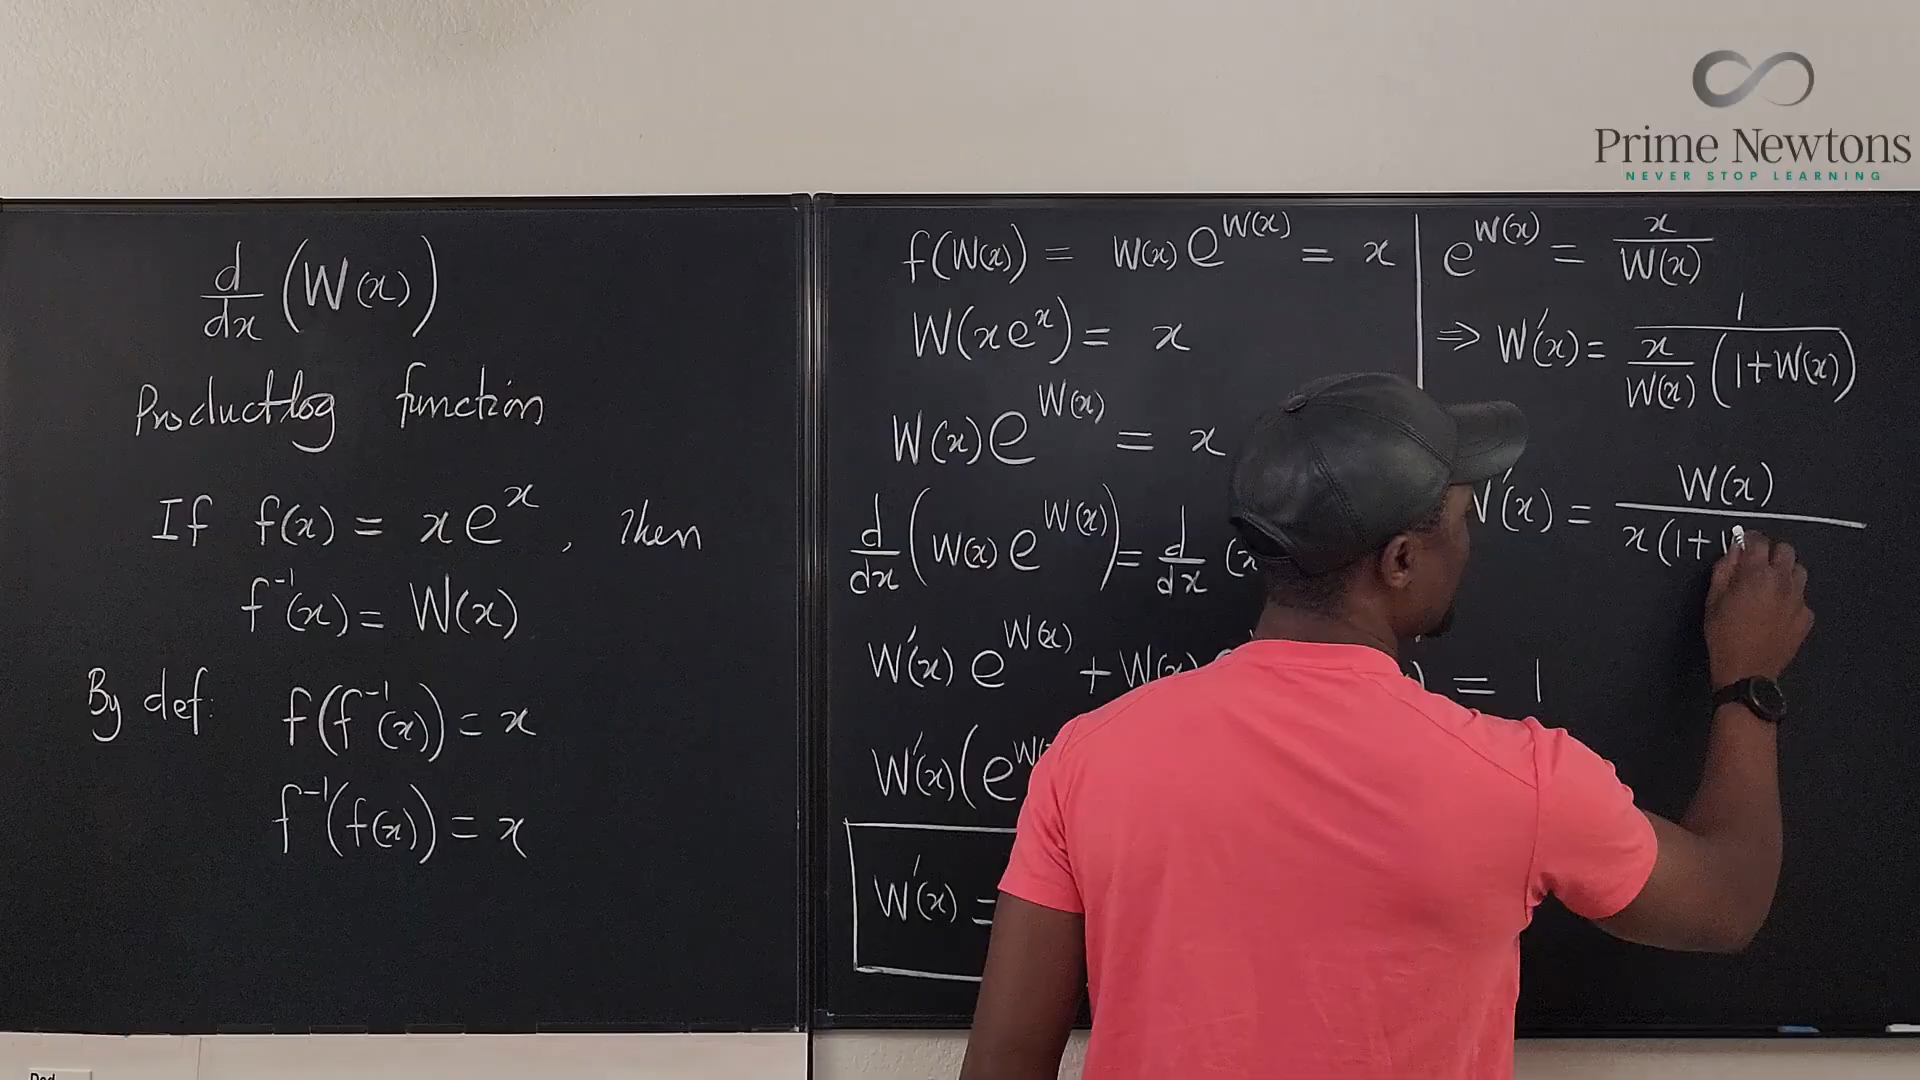 Prime Newtons
NEVER STOP LEARNING
d/dx (W(x))
Productlog function
If f(x) = xe^x , then
f^-1(x) = W(x)
By def: f(f^-1(x)) = x
f^-1(f(x)) = x
f(W(x)) = W(x) e^W(x) = x
W(xe^x) = x
W(x)e^W(x) = x
d/dx (W(x) e^W(x)) = d/dx (x
W'(x) e^W(x) + W(x) = 1
W'(x)(e^W(
W'(x) =
e^W(x) = x/W(x)
⇒ W'(x) = 1/(x/W(x) (1+W(x)))
'(x) = W(x)/x(1+